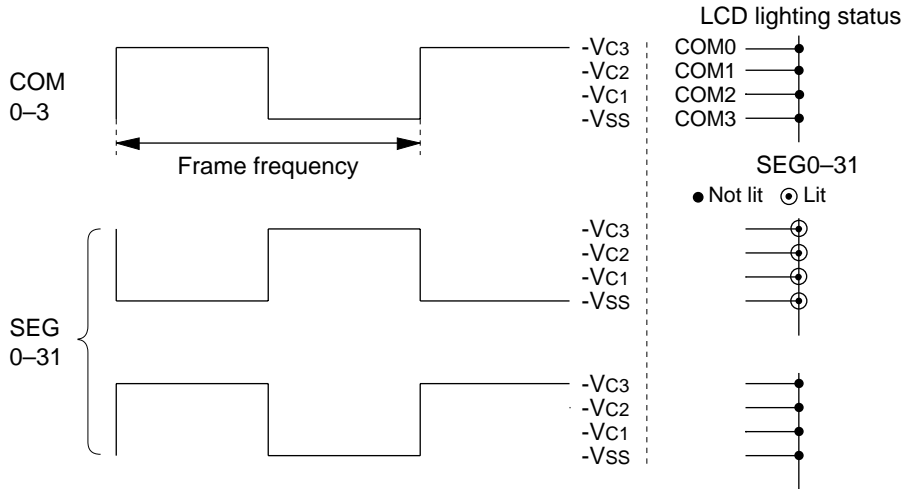 LCD lighting status
COM
0–3
-VC3
-VC2
-VC1
-VSS
COM0
COM1
COM2
COM3
Frame frequency
SEG0–31
● Not lit ◉ Lit
SEG
0–31
-VC3
-VC2
-VC1
-VSS
-VC3
-VC2
-VC1
-VSS